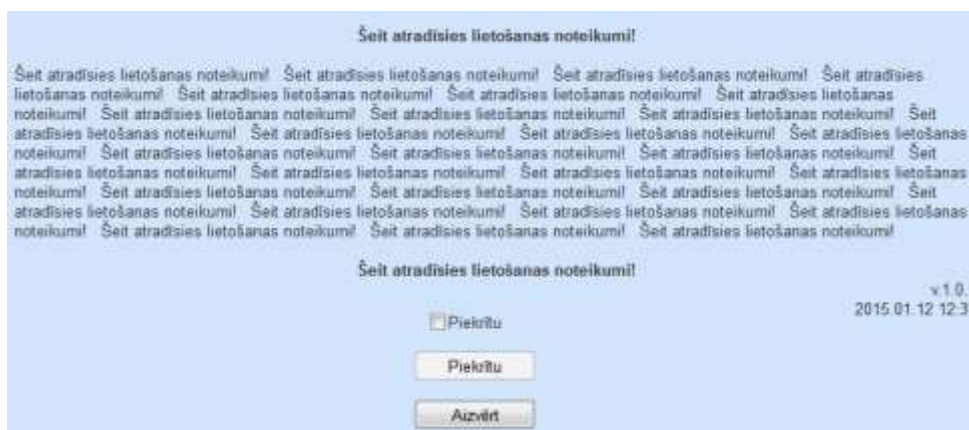 Šeit atradīsies lietošanas noteikumi!
Šeit atradīsies lietošanas noteikumi! Šeit atradīsies lietošanas noteikumi! Šeit atradīsies lietošanas noteikumi! Šeit atradīsies
lietošanas noteikumi! Šeit atradīsies lietošanas noteikumi! Šeit atradīsies lietošanas noteikumi! Šeit atradīsies lietošanas
noteikumi! Šeit atradīsies lietošanas noteikumi! Šeit atradīsies lietošanas noteikumi! Šeit atradīsies lietošanas noteikumi! Šeit
atradīsies lietošanas noteikumi! Šeit atradīsies lietošanas noteikumi! Šeit atradīsies lietošanas noteikumi! Šeit atradīsies lietošanas
noteikumi! Šeit atradīsies lietošanas noteikumi! Šeit atradīsies lietošanas noteikumi! Šeit atradīsies lietošanas noteikumi! Šeit
atradīsies lietošanas noteikumi! Šeit atradīsies lietošanas noteikumi! Šeit atradīsies lietošanas noteikumi! Šeit atradīsies lietošanas
noteikumi! Šeit atradīsies lietošanas noteikumi! Šeit atradīsies lietošanas noteikumi! Šeit atradīsies lietošanas noteikumi! Šeit
atradīsies lietošanas noteikumi! Šeit atradīsies lietošanas noteikumi! Šeit atradīsies lietošanas noteikumi! Šeit atradīsies lietošanas
noteikumi! Šeit atradīsies lietošanas noteikumi! Šeit atradīsies lietošanas noteikumi! Šeit atradīsies lietošanas noteikumi!
Šeit atradīsies lietošanas noteikumi!
v.1.0.
2015.01.12 12:3
Piekrītu
Piekrītu
Aizvērt